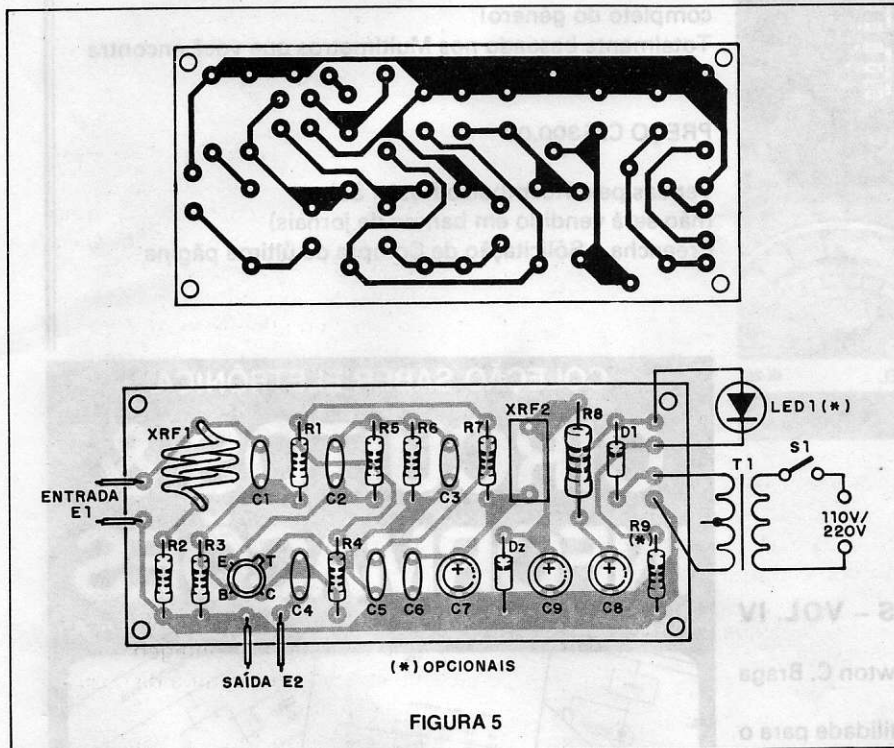 XRF1
R1
R5
R6
R7
XRF2
R8
D1
LED1(*)
S1
T1
110V/
220V
ENTRADA
E1
C1
C2
C3
R2
R3
E
T
B
C
C4
R4
C5
C6
C7
Dz
C9
C8
R9
(*)
SAÍDA E2
(*) OPCIONAIS
FIGURA 5